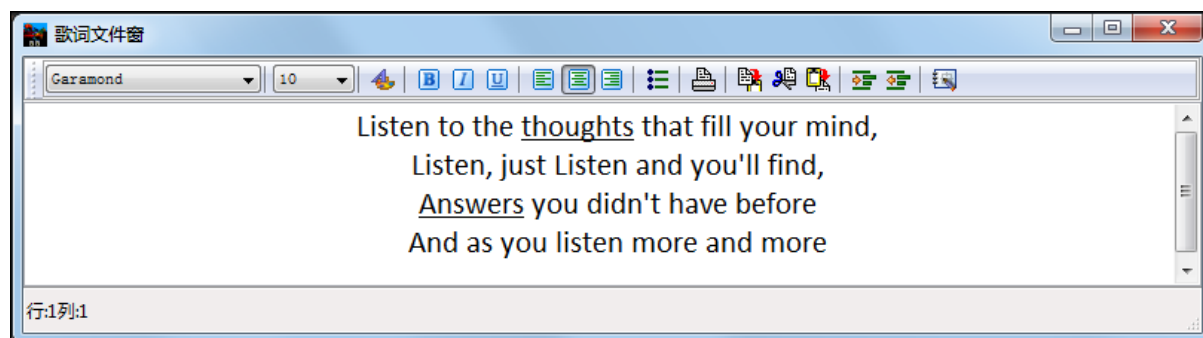 歌词文件窗
Garamond 10 B I U
Listen to the thoughts that fill your mind,
Listen, just Listen and you'll find,
Answers you didn't have before
And as you listen more and more
行:1列:1